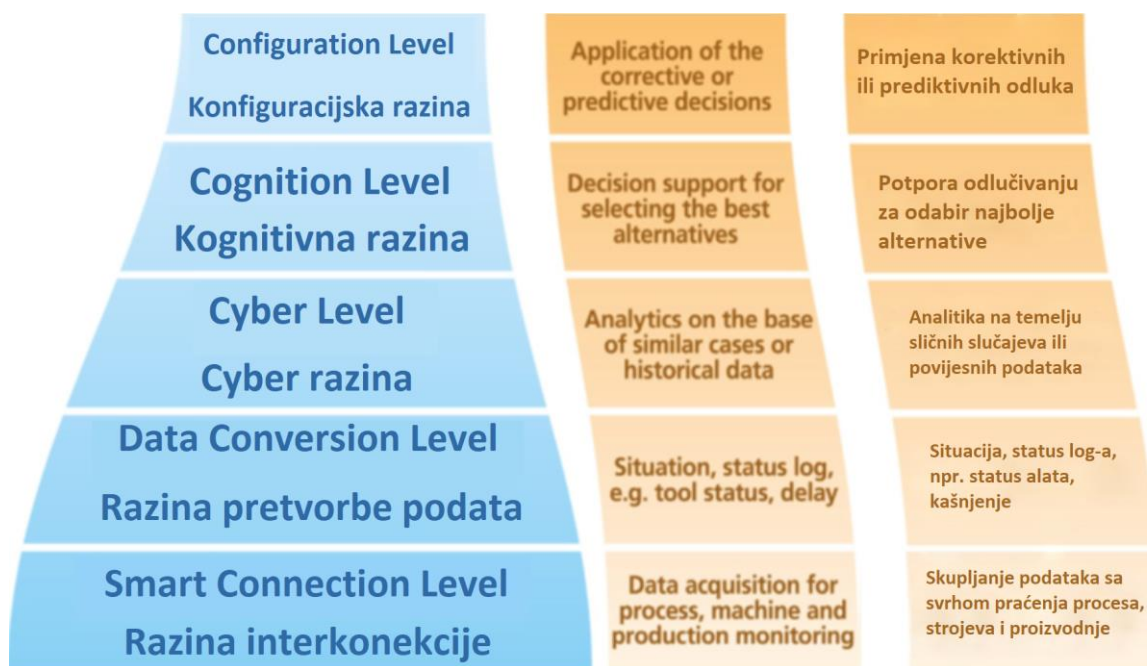 Configuration Level
Konfiguracijska razina
Application of the
corrective or
predictive decisions
Primjena korektivnih
ili prediktivnih odluka
Cognition Level
Kognitivna razina
Decision support for
selecting the best
alternatives
Potpora odlučivanju
za odabir najbolje
alternative
Cyber Level
Cyber razina
Analytics on the base
of similar cases or
historical data
Analitika na temelju
sličnih slučajeva ili
povijesnih podataka
Data Conversion Level
Razina pretvorbe podata
Situation, status log,
e.g. tool status, delay
Situacija, status log-a,
npr. status alata,
kašnjenje
Smart Connection Level
Razina interkonekcije
Data acquisition for
process, machine and
production monitoring
Skupljanje podataka sa
svrhom praćenja procesa,
strojeva i proizvodnje